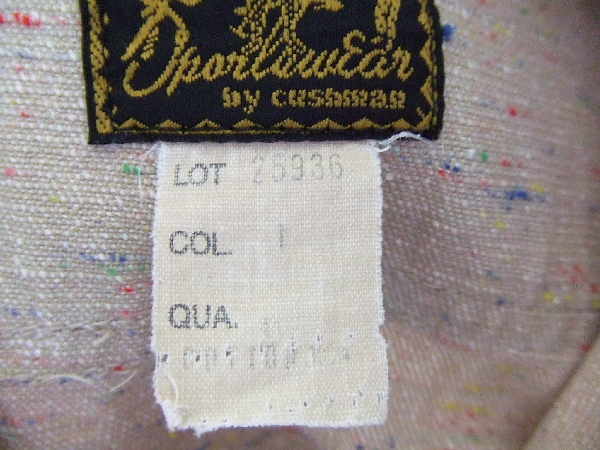 Sportswear
by cushman
LOT 25936
COL. 1
QUA.